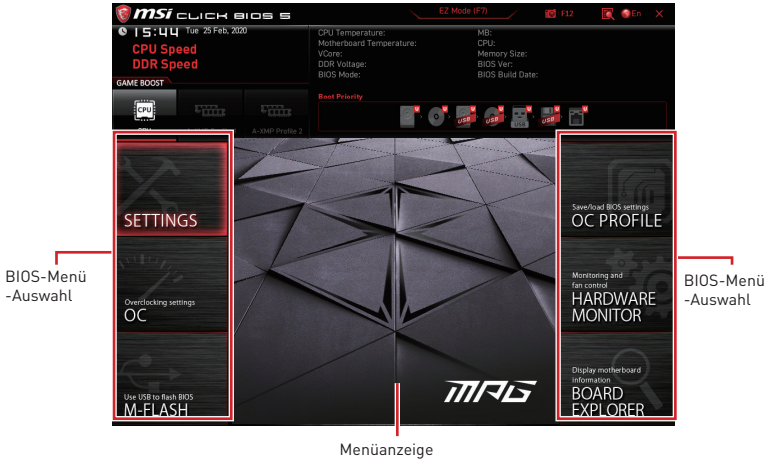 msi CLICK BIOS 5
EZ Mode (F7)
F12
En
15:44 Tue 25 Feb, 2020
CPU Speed
DDR Speed
CPU Temperature:
Motherboard Temperature:
VCore:
DDR Voltage:
BIOS Mode:
MB:
CPU:
Memory Size:
BIOS Ver:
BIOS Build Date:
GAME BOOST
Boot Priority
CPU
U
U
U
U
U
U
U
USB
USB
USB
USB
CPU
A-XMP Profile 2
SETTINGS
Overclocking settings
OC
Use USB to flash BIOS
M-FLASH
Save/load BIOS settings
OC PROFILE
Monitoring and
fan control
HARDWARE
MONITOR
Display motherboard
Information
BOARD
EXPLORER
MPG
BIOS-Menü
-Auswahl
BIOS-Menü
-Auswahl
Menüanzeige